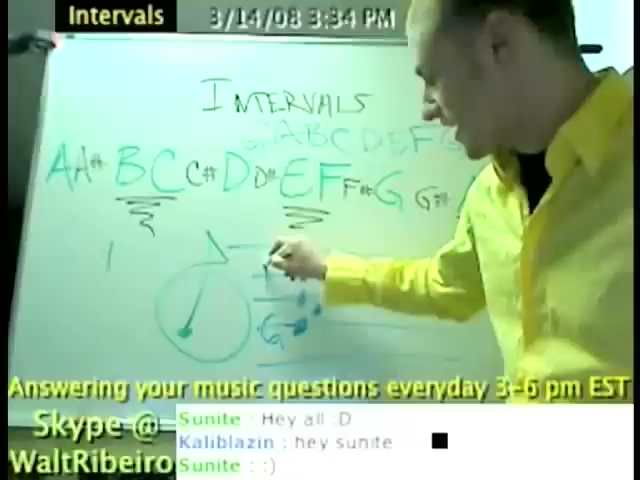 Intervals 3/14/08 3:34 PM
INTERVALS
G A B C D E F G
A A# B C C# D D# E F F# G G#
Answering your music questions everyday 3-6 pm EST
Skype @
WaltRibeiro
Sunite : Hey all :D
Kaliblazin : hey sunite
Sunite : :)